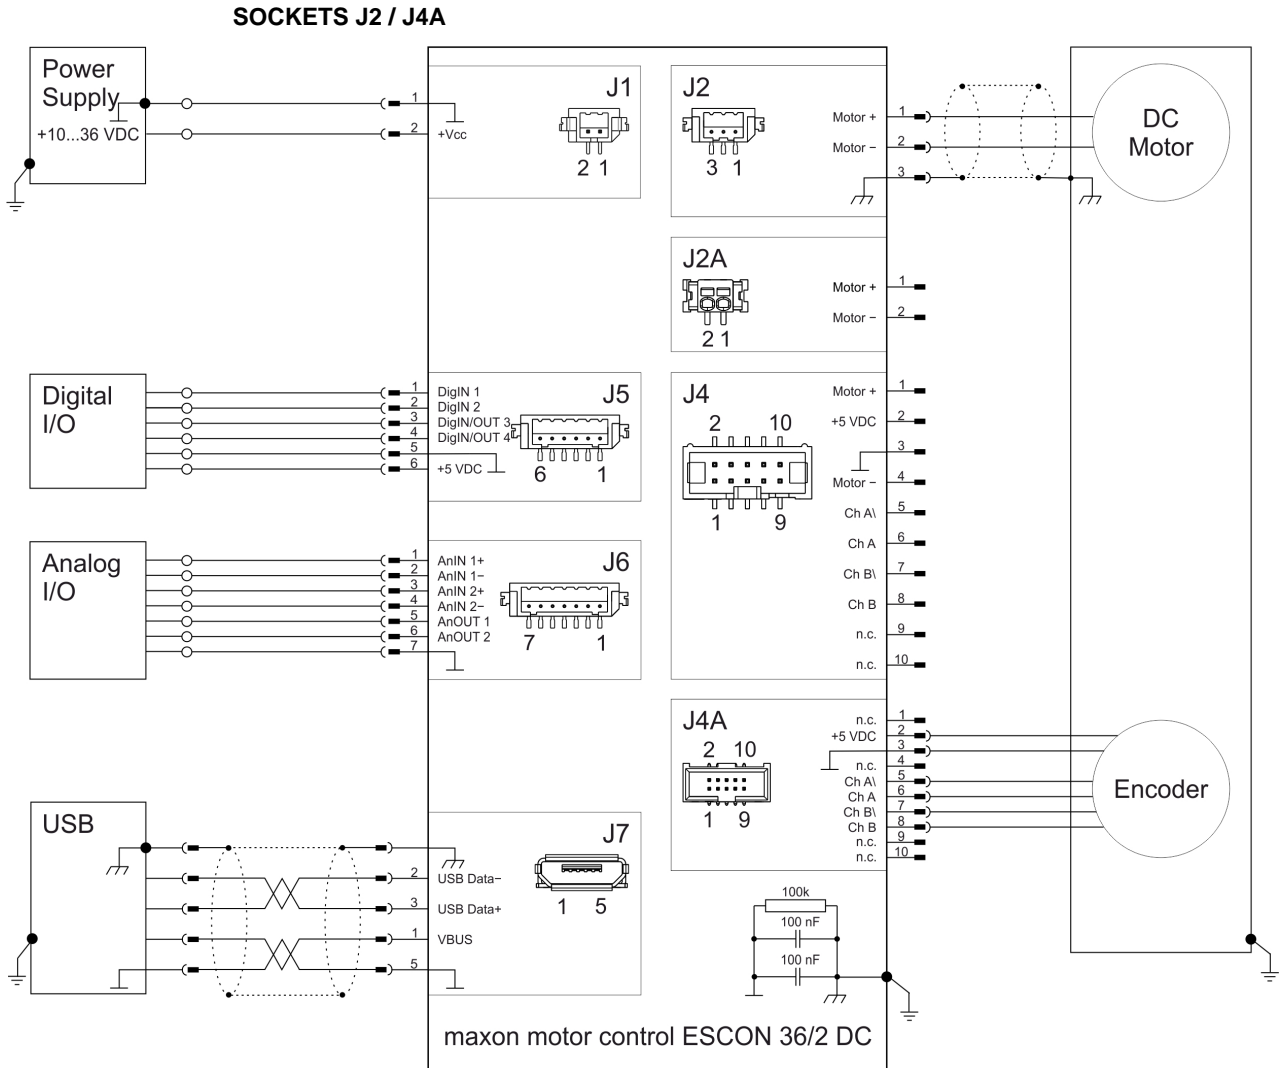 SOCKETS J2 / J4A
Power
Supply
+10...36 VDC
1
2
+Vcc
J1
2 1
J2
3 1
Motor +
1
Motor −
2
3
DC
Motor
J2A
2 1
Motor +
1
Motor −
2
Digital
I/O
1
DigIN 1
2
DigIN 2
3
DigIN/OUT 3
4
DigIN/OUT 4
5
6
+5 VDC
J5
6 1
J4
2 10
1 9
Motor +
1
+5 VDC
2
3
Motor −
4
Ch A\
5
Ch A
6
Ch B\
7
Ch B
8
n.c.
9
n.c.
10
Analog
I/O
1
AnIN 1+
2
AnIN 1−
3
AnIN 2+
4
AnIN 2−
5
AnOUT 1
6
AnOUT 2
7
J6
7 1
J4A
2 10
1 9
n.c.
1
+5 VDC
2
3
n.c.
4
Ch A\
5
Ch A
6
Ch B\
7
Ch B
8
n.c.
9
n.c.
10
Encoder
USB
2
USB Data−
3
USB Data+
1
VBUS
5
J7
1 5
100k
100 nF
100 nF
maxon motor control ESCON 36/2 DC